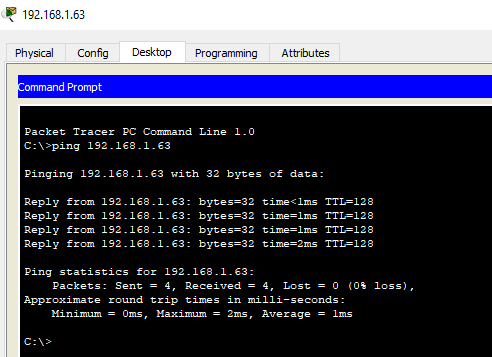 192.168.1.63
Physical Config Desktop Programming Attributes
Command Prompt
Packet Tracer PC Command Line 1.0
C:\>ping 192.168.1.63
Pinging 192.168.1.63 with 32 bytes of data:
Reply from 192.168.1.63: bytes=32 time<1ms TTL=128
Reply from 192.168.1.63: bytes=32 time=1ms TTL=128
Reply from 192.168.1.63: bytes=32 time=1ms TTL=128
Reply from 192.168.1.63: bytes=32 time=2ms TTL=128
Ping statistics for 192.168.1.63:
    Packets: Sent = 4, Received = 4, Lost = 0 (0% loss),
Approximate round trip times in milli-seconds:
    Minimum = 0ms, Maximum = 2ms, Average = 1ms
C:\>